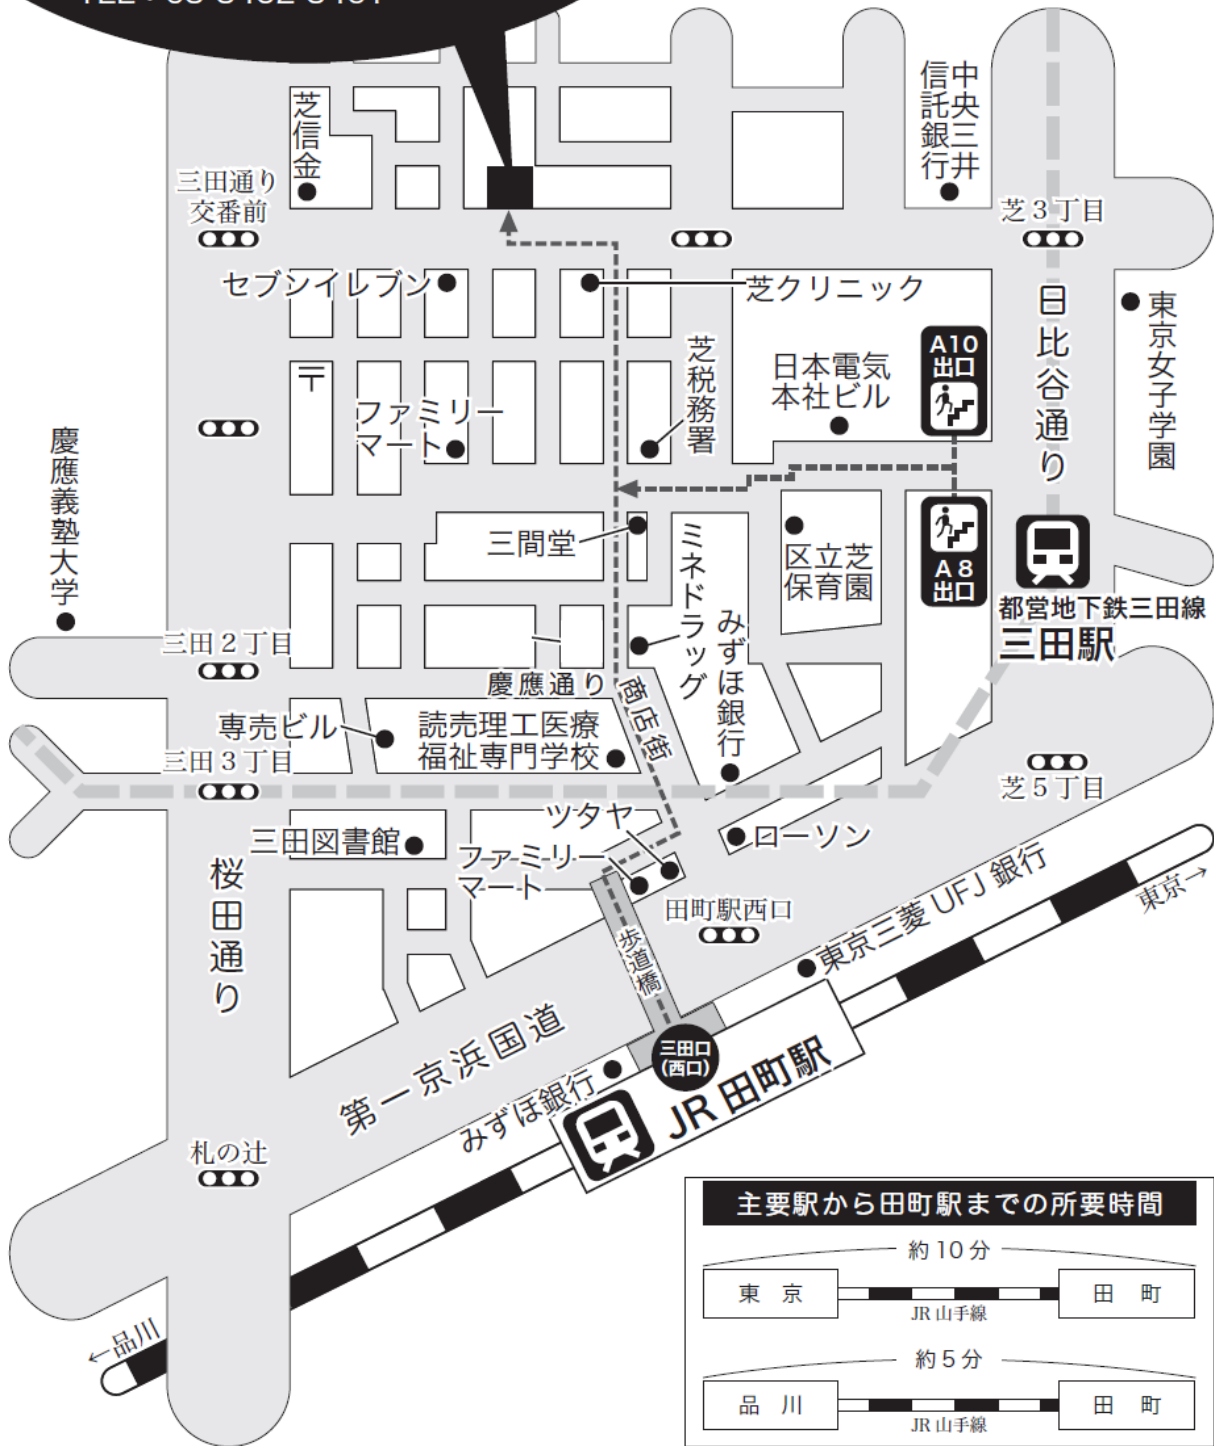 芝信金
中央三井
信託銀行
三田通り
交番前
芝3丁目
セブンイレブン
芝クリニック
日比谷通り
東京女子学園
A10
出口
芝税務署
日本電気
本社ビル
〒
ファミリー
マート
慶應義塾大学
三間堂
ミネドラッグ
区立芝
保育園
A8
出口
都営地下鉄三田線
三田駅
みずほ銀行
三田2丁目
慶應通り
商店街
専売ビル
読売理工医療
福祉専門学校
三田3丁目
芝5丁目
ツタヤ
ローソン
三田図書館
ファミリー
マート
桜田通り
田町駅西口
東京三菱UFJ銀行
東京→
歩道橋
第一京浜国道
三田口
(西口)
JR田町駅
みずほ銀行
札の辻
←品川
主要駅から田町駅までの所要時間
約10分
東 京
田 町
JR山手線
約5分
品 川
田 町
JR山手線